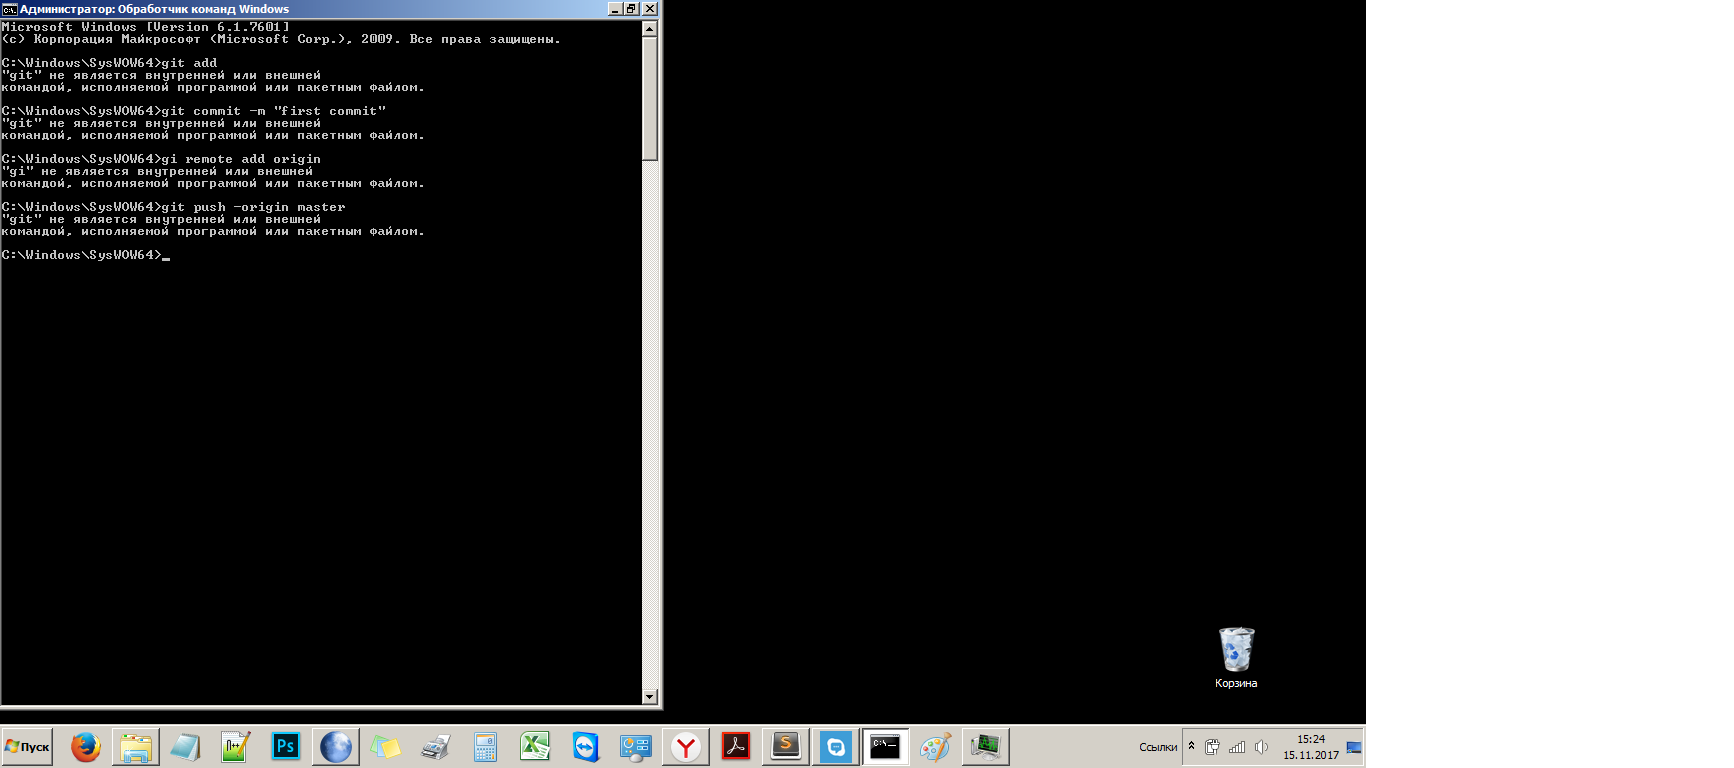 Администратор: Обработчик команд Windows
Microsoft Windows [Version 6.1.7601]
(c) Корпорация Майкрософт (Microsoft Corp.), 2009. Все права защищены.
C:\Windows\SysWOW64>git add
"git" не является внутренней или внешней
командой, исполняемой программой или пакетным файлом.
C:\Windows\SysWOW64>git commit -m "first commit"
"git" не является внутренней или внешней
командой, исполняемой программой или пакетным файлом.
C:\Windows\SysWOW64>gi remote add origin
"gi" не является внутренней или внешней
командой, исполняемой программой или пакетным файлом.
C:\Windows\SysWOW64>git push -origin master
"git" не является внутренней или внешней
командой, исполняемой программой или пакетным файлом.
C:\Windows\SysWOW64>_
Корзина
Пуск
Ps
Ссылки
15:24
15.11.2017